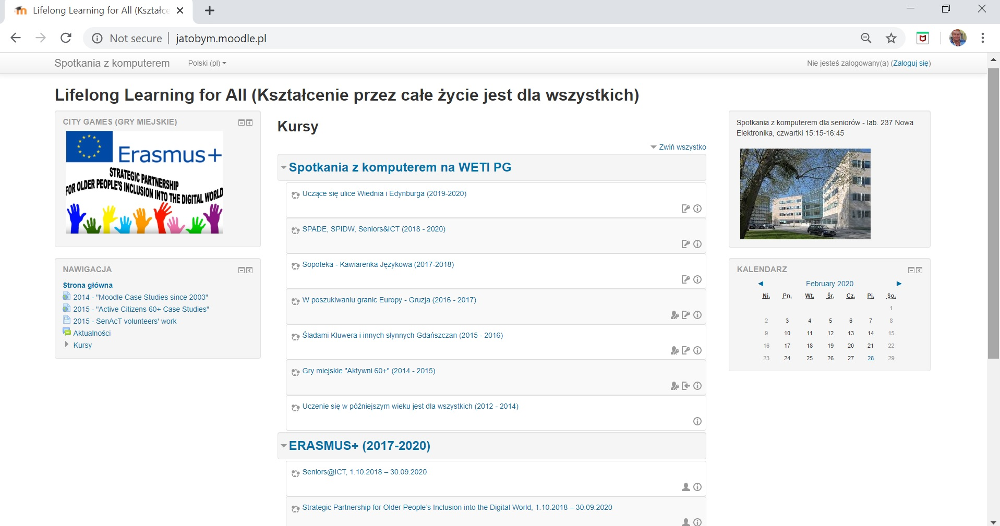 Lifelong Learning for All (Kształce
Not secure
jatobym.moodle.pl
Spotkania z komputerem
Polski (pl)
Nie jesteś zalogowany(a) (Zaloguj się)
Lifelong Learning for All (Kształcenie przez całe życie jest dla wszystkich)
CITY GAMES (GRY MIEJSKIE)
Erasmus+
STRATEGIC PARTNERSHIP
FOR OLDER PEOPLE'S INCLUSION INTO THE DIGITAL WORLD
NAWIGACJA
Strona główna
2014 - "Moodle Case Studies since 2003"
2015 - "Active Citizens 60+ Case Studies"
2015 - SenAcT volunteers' work
Aktualności
Kursy
Kursy
Zwiń wszystko
Spotkania z komputerem na WETI PG
Uczące się ulice Wiednia i Edynburga (2019-2020)
SPADE, SPIDW, Seniors&ICT (2018 - 2020)
Sopoteka - Kawiarenka Językowa (2017-2018)
W poszukiwaniu granic Europy - Gruzja (2016 - 2017)
Śladami Kluwera i innych słynnych Gdańszczan (2015 - 2016)
Gry miejskie "Aktywni 60+" (2014 - 2015)
Uczenie się w późniejszym wieku jest dla wszystkich (2012 - 2014)
ERASMUS+ (2017-2020)
Seniors@ICT, 1.10.2018 – 30.09.2020
Strategic Partnership for Older People's Inclusion into the Digital World, 1.10.2018 – 30.09.2020
Spotkania z komputerem dla seniorów - lab. 237 Nowa
Elektronika, czwartki 15:15-16:45
KALENDARZ
February 2020
Ni. Pn. Wt. Śr. Cz. Pi. So.
1
2 3 4 5 6 7 8
9 10 11 12 13 14 15
16 17 18 19 20 21 22
23 24 25 26 27 28 29